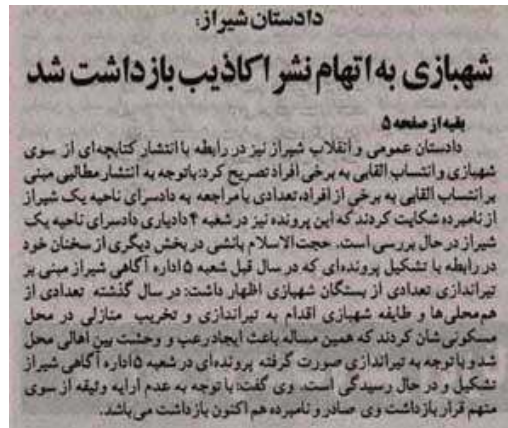 دادستان شیراز:
شهبازی به اتهام نشر اکاذیب بازداشت شد
بقیه از صفحه ۵
دادستان عمومی و انقلاب شیراز نیز در رابطه با انتشار کتابچه‌ای از سوی
شهبازی و انتساب القابی به برخی افراد تصریح کرد: باتوجه به انتشار مطالبی مبنی
بر انتساب القابی به برخی از افراد، تعدادی با مراجعه به دادسرای ناحیه یک شیراز
از نامبرده شکایت کردند که این پرونده نیز در شعبه ۴ دادیاری دادسرای ناحیه یک
شیراز در حال بررسی است. حجت‌الاسلام یانشی در بخش دیگری از سخنان خود
در رابطه با تشکیل پرونده‌ای که در سال قبل شعبه ۵ اداره آگاهی شیراز مبنی بر
تیراندازی تعدادی از بستگان شهبازی اظهار داشت: در سال گذشته تعدادی از
هم‌محلی‌ها و طایفه شهبازی اقدام به تیراندازی و تخریب منازلی در محل
مسکونی‌شان کردند که همین مساله باعث ایجاد رعب و وحشت بین اهالی محل
شد و با توجه به تیراندازی صورت گرفته پرونده‌ای در شعبه ۵ اداره آگاهی شیراز
تشکیل و در حال رسیدگی است. وی گفت: با توجه به عدم ارایه وثیقه از سوی
متهم قرار بازداشت وی صادر و نامبرده هم اکنون بازداشت می‌باشد.